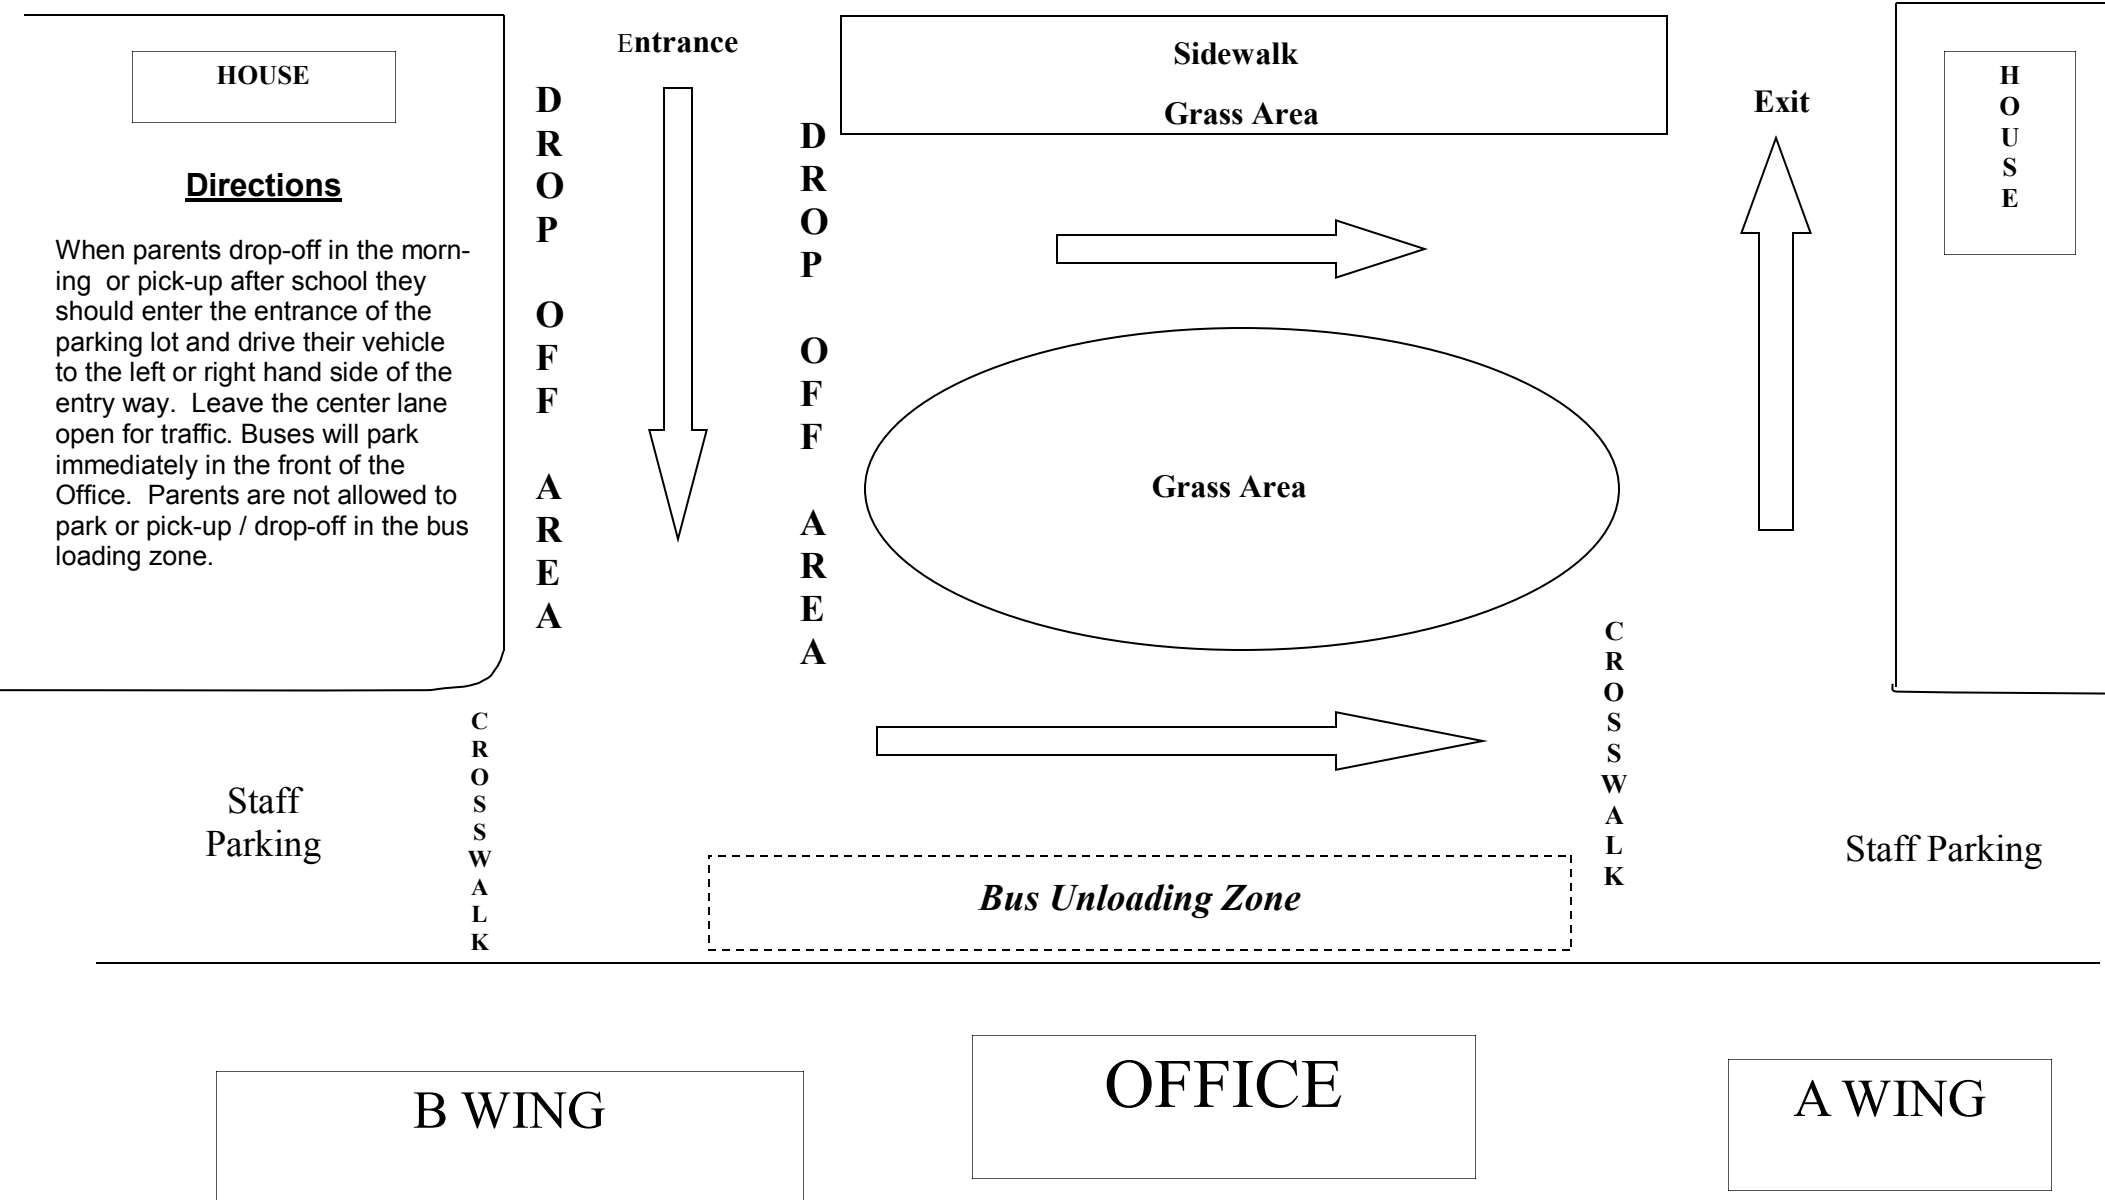 HOUSE
Directions
When parents drop-off in the morn-
ing  or pick-up after school they
should enter the entrance of the
parking lot and drive their vehicle
to the left or right hand side of the
entry way.  Leave the center lane
open for traffic. Buses will park
immediately in the front of the
Office.  Parents are not allowed to
park or pick-up / drop-off in the bus
loading zone.
DROP OFF AREA
Entrance
DROP OFF AREA
Sidewalk
Grass Area
Exit
HOUSE
Grass Area
CROSSWALK
CROSSWALK
Staff
Parking
Bus Unloading Zone
Staff Parking
B WING
OFFICE
A WING